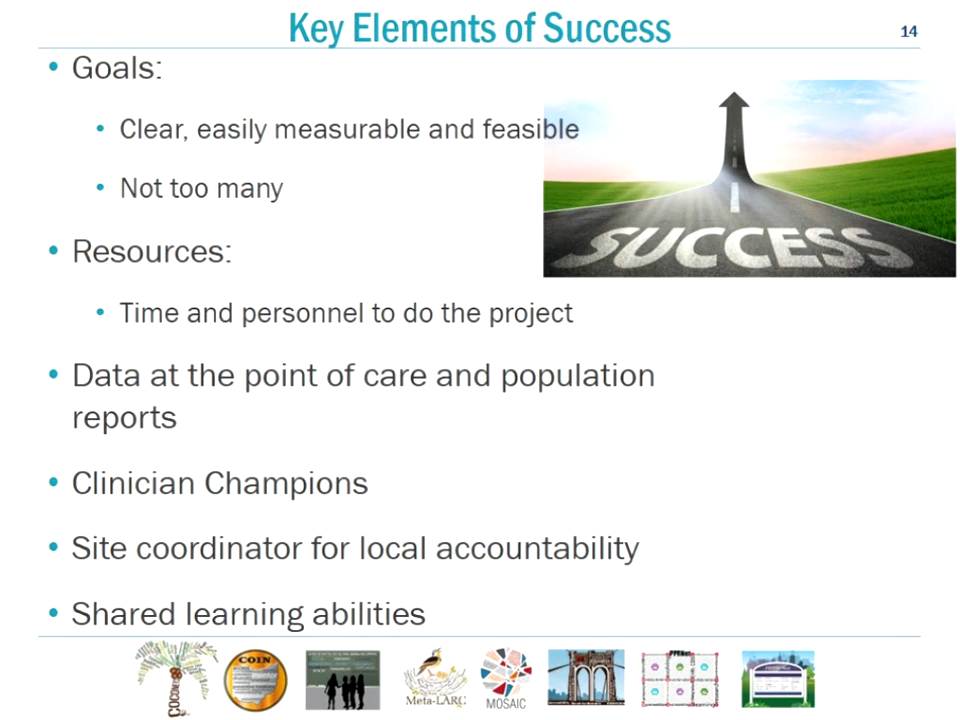 Key Elements of Success
14
• Goals:
• Clear, easily measurable and feasible
• Not too many
• Resources:
• Time and personnel to do the project
• Data at the point of care and population
reports
• Clinician Champions
• Site coordinator for local accountability
• Shared learning abilities
SUCCESS
COIN
mentor
Meta-LARC
MOSAIC